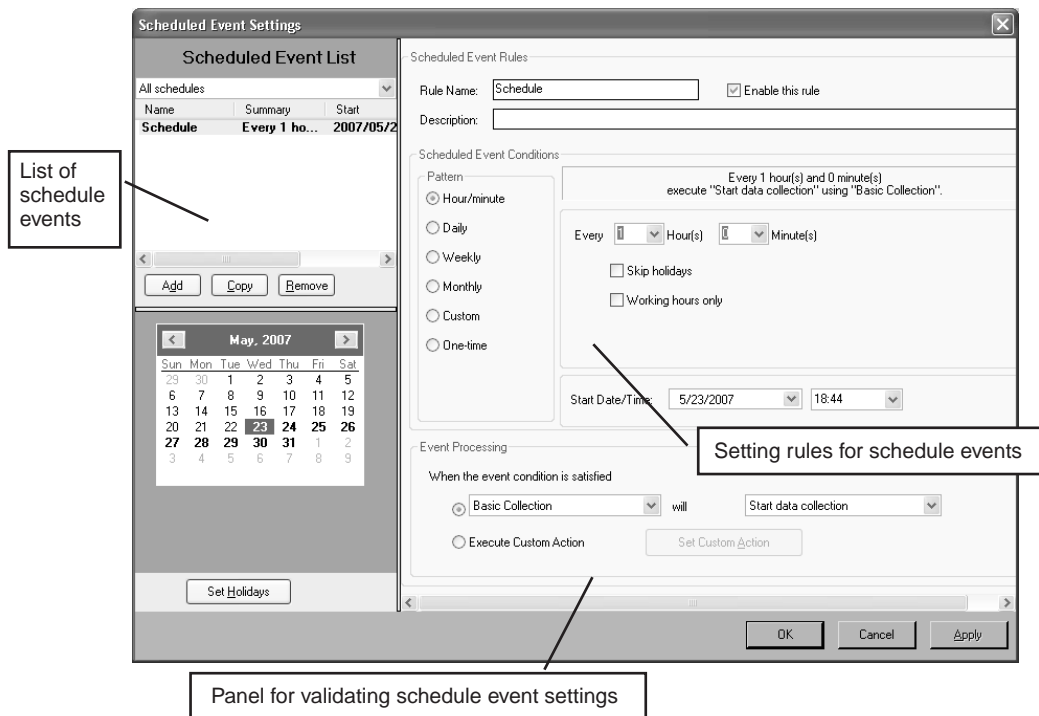 Scheduled Event Settings
Scheduled Event List
All schedules
Name Summary Start
Schedule Every 1 ho... 2007/05/2
List of
schedule
events
Add Copy Remove
May, 2007
Sun Mon Tue Wed Thu Fri Sat
29 30 1 2 3 4 5
6 7 8 9 10 11 12
13 14 15 16 17 18 19
20 21 22 23 24 25 26
27 28 29 30 31 1 2
3 4 5 6 7 8 9
Set Holidays
Scheduled Event Rules
Rule Name: Schedule Enable this rule
Description:
Scheduled Event Conditions
Pattern
Hour/minute
Daily
Weekly
Monthly
Custom
One-time
Every 1 hour(s) and 0 minute(s)
execute "Start data collection" using "Basic Collection".
Every 1 Hour(s) 0 Minute(s)
Skip holidays
Working hours only
Start Date/Time: 5/23/2007 18:44
Setting rules for schedule events
Event Processing
When the event condition is satisfied
Basic Collection will Start data collection
Execute Custom Action Set Custom Action
OK Cancel Apply
Panel for validating schedule event settings